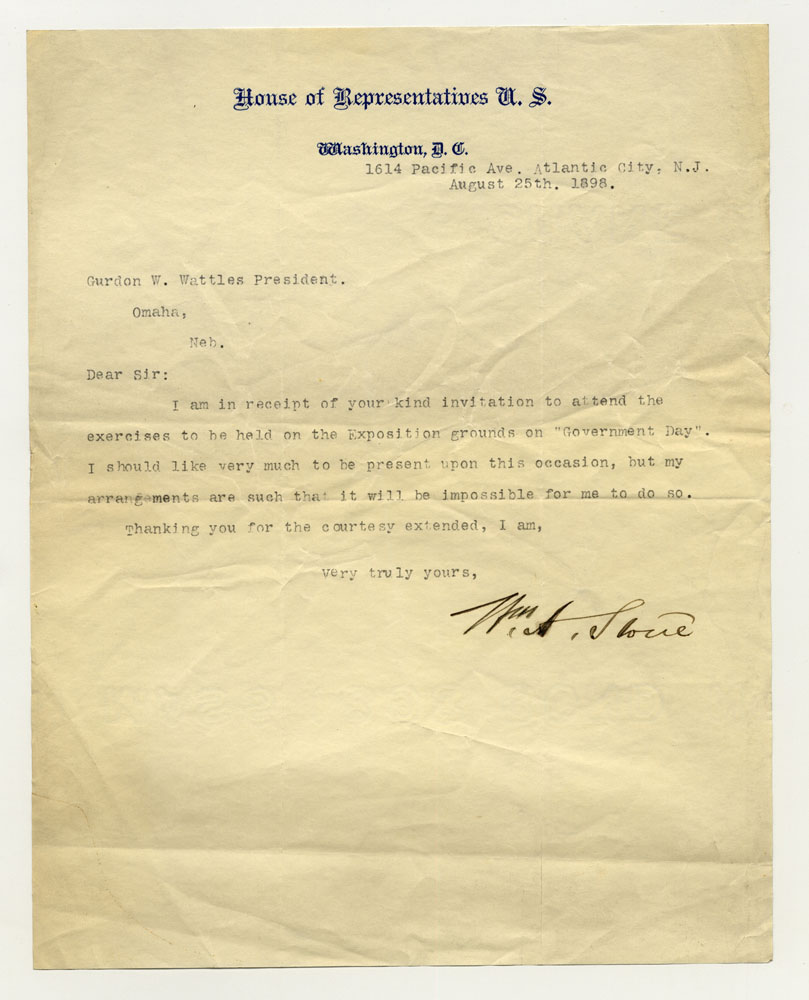 House of Representatives U. S.
Washington, D. C.
1614 Pacific Ave. Atlantic City, N.J.
August 25th. 1898.
Gurdon W. Wattles President.
Omaha,
Neb.
Dear Sir:
I am in receipt of your kind invitation to attend the
exercises to be held on the Exposition grounds on "Government Day".
I should like very much to be present upon this occasion, but my
arrangements are such that it will be impossible for me to do so.
Thanking you for the courtesy extended, I am,
very truly yours,
Wm. A. Stone